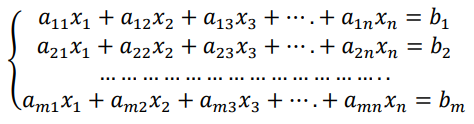 a₁₁x₁ + a₁₂x₂ + a₁₃x₃ + ⋯. + a₁ₙxₙ = b₁
a₂₁x₁ + a₂₂x₂ + a₂₃x₃ + ⋯. + a₂ₙxₙ = b₂
… … … … … … … … … … … … … ..
aₘ₁x₁ + aₘ₂x₂ + aₘ₃x₃ + ⋯. + aₘₙxₙ = bₘ